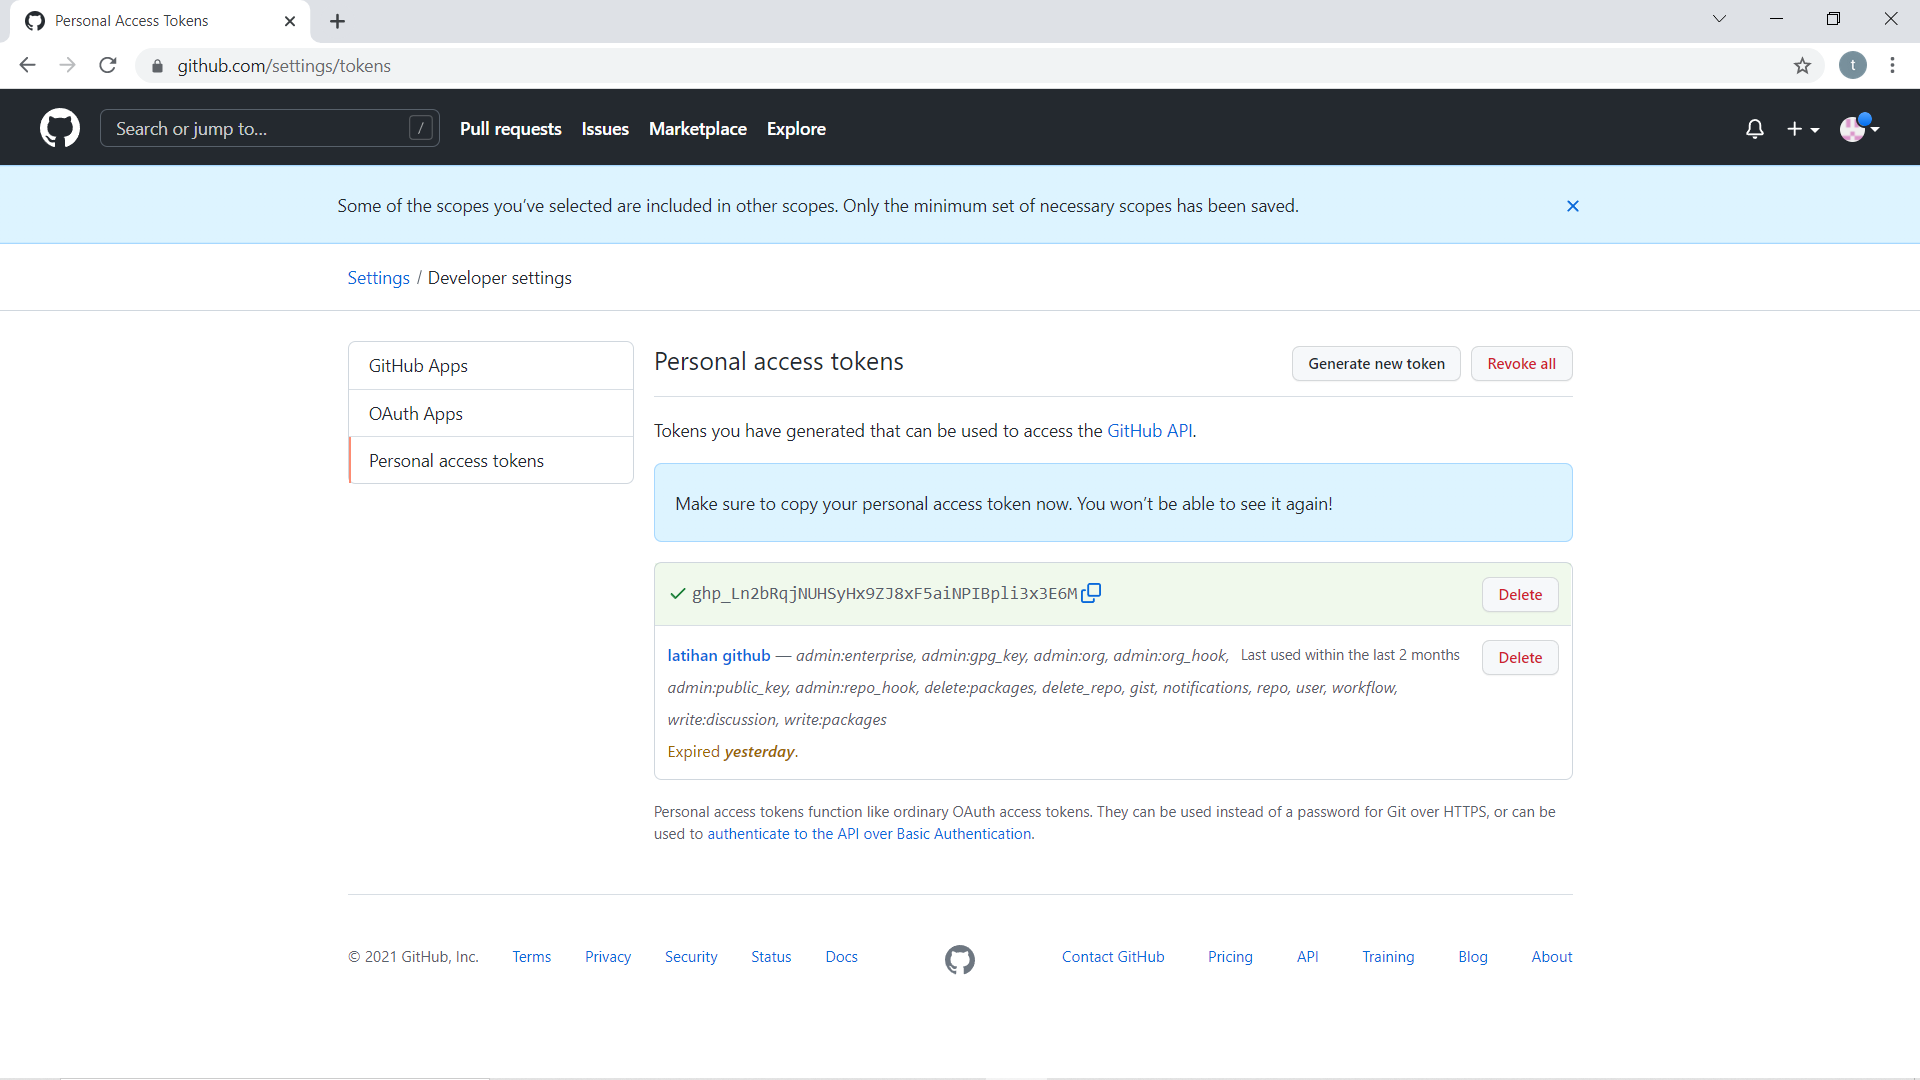 Personal Access Tokens
github.com/settings/tokens
t
Search or jump to...
/
Pull requests
Issues
Marketplace
Explore
Some of the scopes you’ve selected are included in other scopes. Only the minimum set of necessary scopes has been saved.
Settings / Developer settings
GitHub Apps
OAuth Apps
Personal access tokens
Personal access tokens
Generate new token
Revoke all
Tokens you have generated that can be used to access the GitHub API.
Make sure to copy your personal access token now. You won’t be able to see it again!
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
Delete
latihan github — admin:enterprise, admin:gpg_key, admin:org, admin:org_hook,
Last used within the last 2 months
Delete
admin:public_key, admin:repo_hook, delete:packages, delete_repo, gist, notifications, repo, user, workflow,
write:discussion, write:packages
Expired yesterday.
Personal access tokens function like ordinary OAuth access tokens. They can be used instead of a password for Git over HTTPS, or can be
used to authenticate to the API over Basic Authentication.
© 2021 GitHub, Inc.
Terms
Privacy
Security
Status
Docs
Contact GitHub
Pricing
API
Training
Blog
About